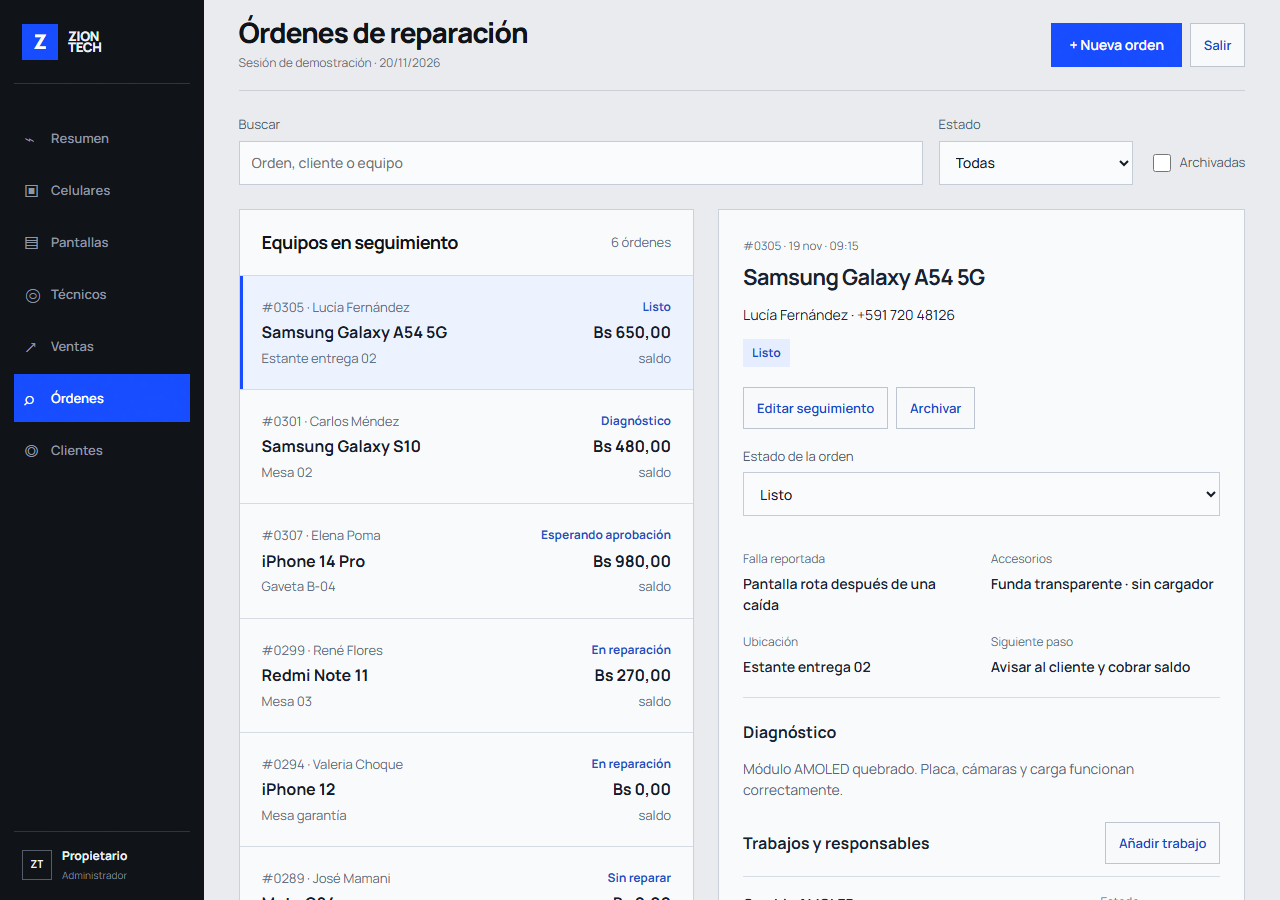 Z
ZION
TECH
Resumen
Celulares
Pantallas
Técnicos
Ventas
Órdenes
Clientes
ZT
Propietario
Administrador
Órdenes de reparación
Sesión de demostración · 20/11/2026
+ Nueva orden
Salir
Buscar
Orden, cliente o equipo
Estado
Todas
Archivadas
Equipos en seguimiento
6 órdenes
#0305 · Lucía Fernández
Listo
Samsung Galaxy A54 5G
Bs 650,00
Estante entrega 02
saldo
#0301 · Carlos Méndez
Diagnóstico
Samsung Galaxy S10
Bs 480,00
Mesa 02
saldo
#0307 · Elena Poma
Esperando aprobación
iPhone 14 Pro
Bs 980,00
Gaveta B-04
saldo
#0299 · René Flores
En reparación
Redmi Note 11
Bs 270,00
Mesa 03
saldo
#0294 · Valeria Choque
En reparación
iPhone 12
Bs 0,00
Mesa garantía
saldo
#0289 · José Mamani
Sin reparar
#0305 · 19 nov · 09:15
Samsung Galaxy A54 5G
Lucía Fernández · +591 720 48126
Listo
Editar seguimiento
Archivar
Estado de la orden
Listo
Falla reportada
Pantalla rota después de una
caída
Accesorios
Funda transparente · sin cargador
Ubicación
Estante entrega 02
Siguiente paso
Avisar al cliente y cobrar saldo
Diagnóstico
Módulo AMOLED quebrado. Placa, cámaras y carga funcionan
correctamente.
Trabajos y responsables
Añadir trabajo